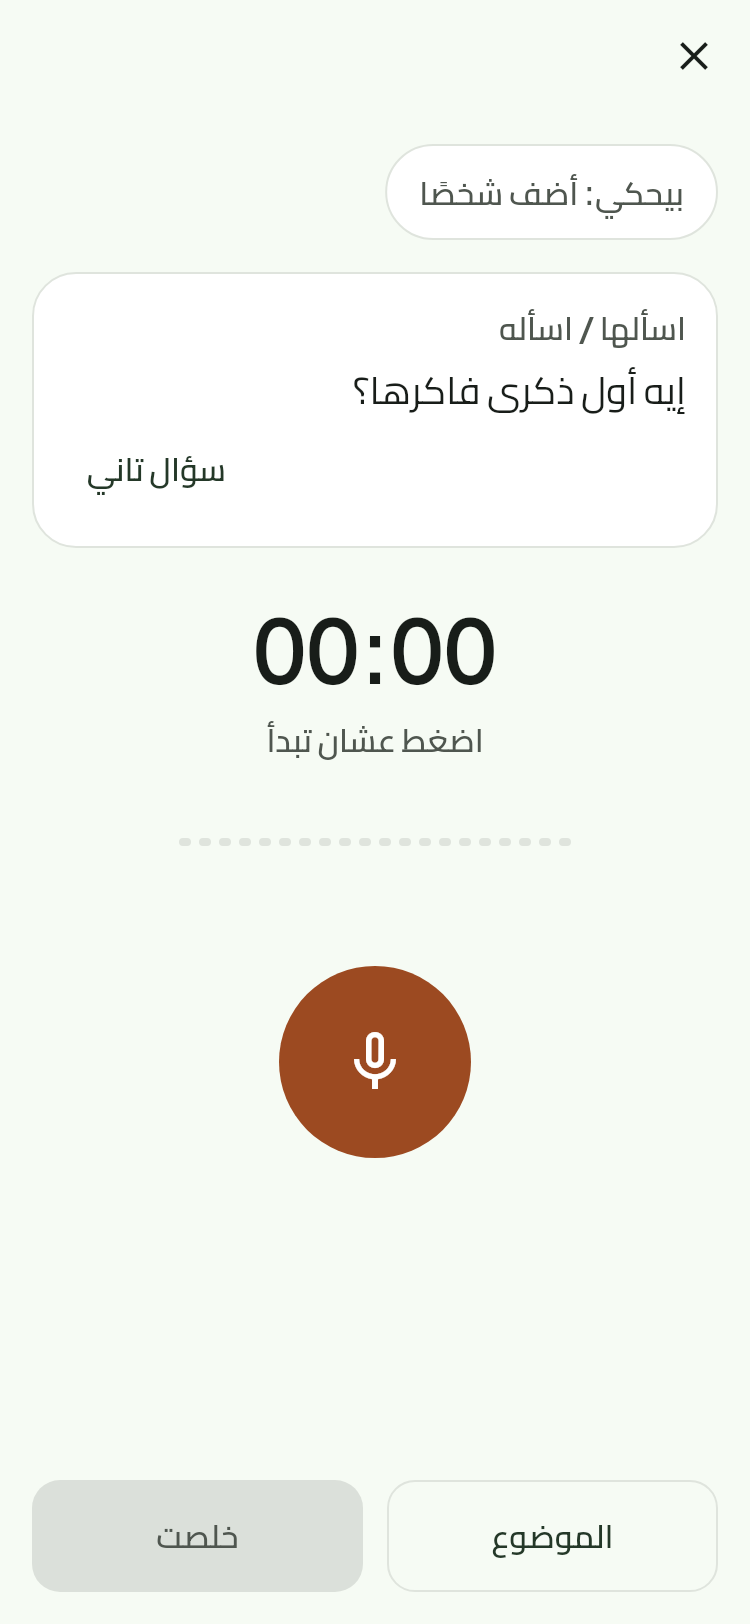 بيحكي: أضف شخصًا
اسألها / اسأله
إيه أول ذكرى فاكرها؟
سؤال تاني
00:00
اضغط عشان تبدأ
الموضوع
خلصت